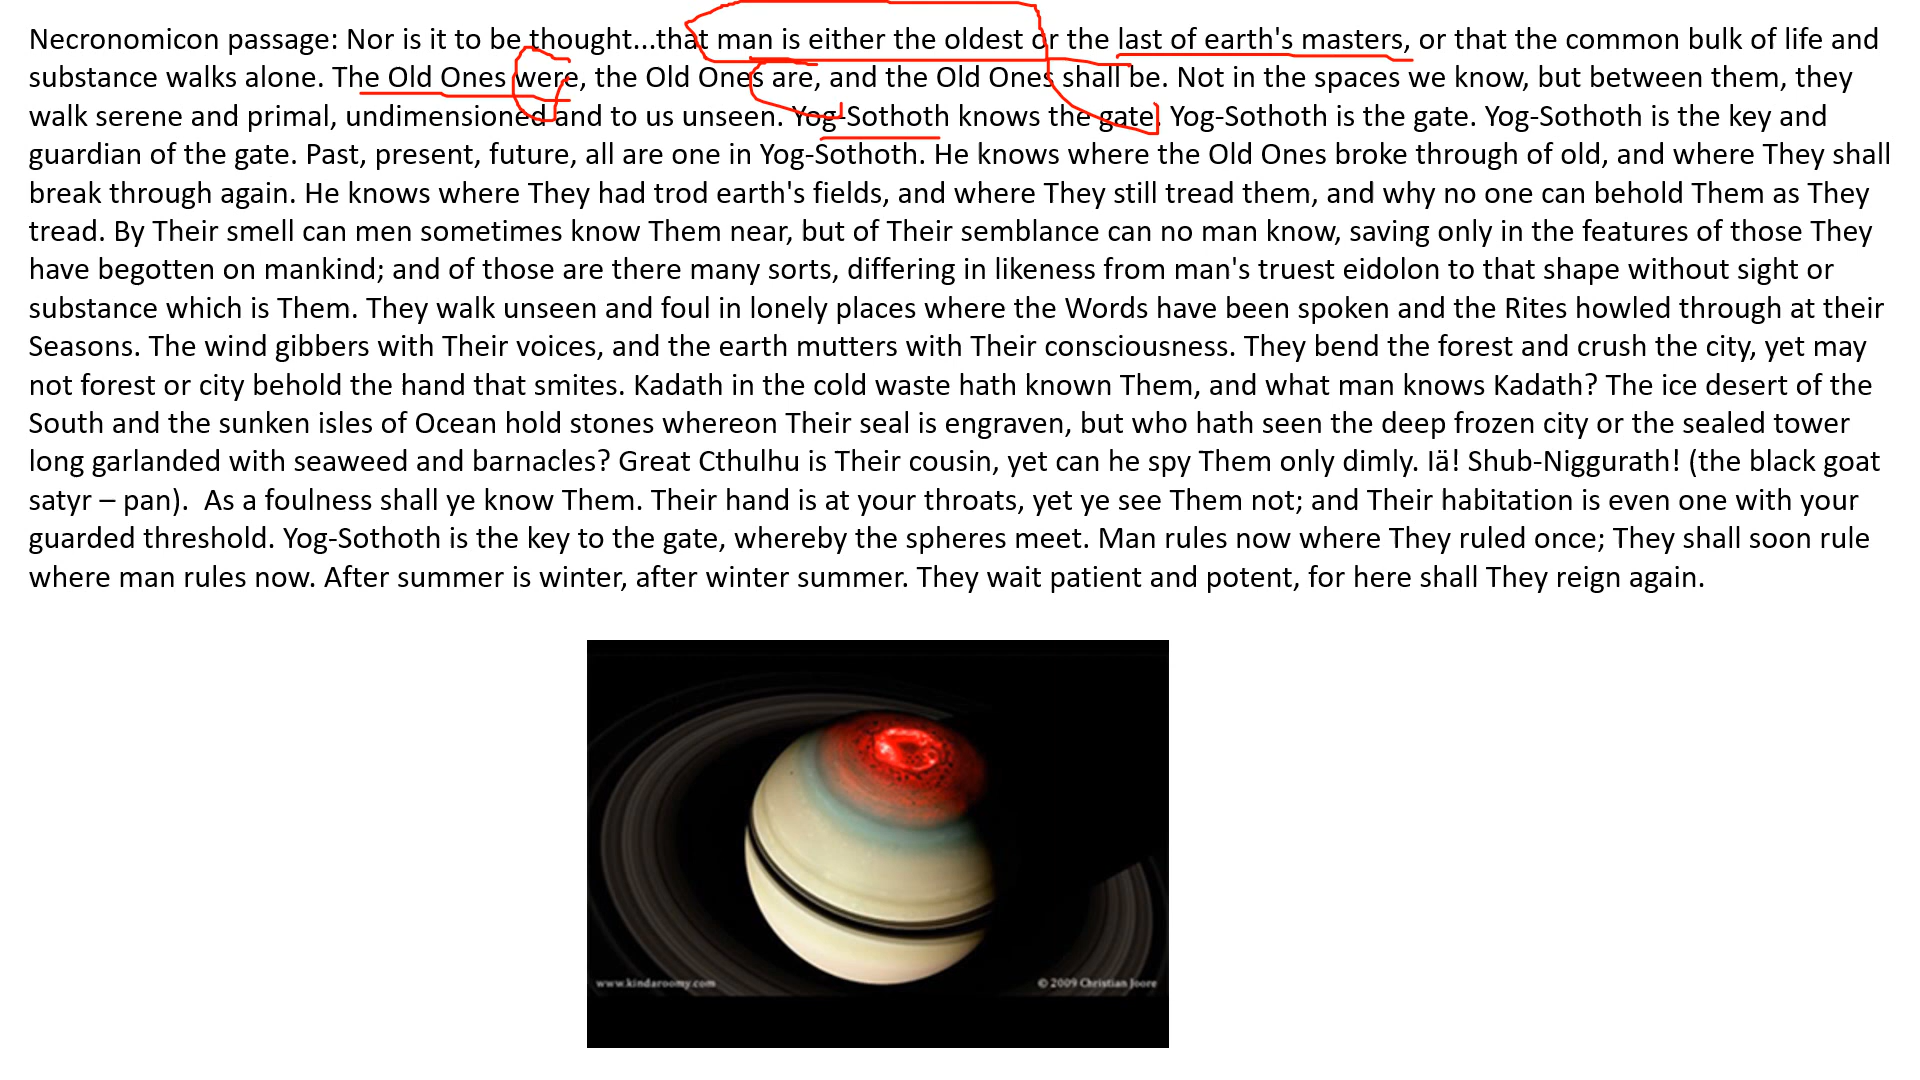 Necronomicon passage: Nor is it to be thought...that man is either the oldest or the last of earth's masters, or that the common bulk of life and
substance walks alone. The Old Ones were, the Old Ones are, and the Old Ones shall be. Not in the spaces we know, but between them, they
walk serene and primal, undimensioned and to us unseen. Yog-Sothoth knows the gate. Yog-Sothoth is the gate. Yog-Sothoth is the key and
guardian of the gate. Past, present, future, all are one in Yog-Sothoth. He knows where the Old Ones broke through of old, and where They shall
break through again. He knows where They had trod earth's fields, and where They still tread them, and why no one can behold Them as They
tread. By Their smell can men sometimes know Them near, but of Their semblance can no man know, saving only in the features of those They
have begotten on mankind; and of those are there many sorts, differing in likeness from man's truest eidolon to that shape without sight or
substance which is Them. They walk unseen and foul in lonely places where the Words have been spoken and the Rites howled through at their
Seasons. The wind gibbers with Their voices, and the earth mutters with Their consciousness. They bend the forest and crush the city, yet may
not forest or city behold the hand that smites. Kadath in the cold waste hath known Them, and what man knows Kadath? The ice desert of the
South and the sunken isles of Ocean hold stones whereon Their seal is engraven, but who hath seen the deep frozen city or the sealed tower
long garlanded with seaweed and barnacles? Great Cthulhu is Their cousin, yet can he spy Them only dimly. Iä! Shub-Niggurath! (the black goat
satyr – pan).  As a foulness shall ye know Them. Their hand is at your throats, yet ye see Them not; and Their habitation is even one with your
guarded threshold. Yog-Sothoth is the key to the gate, whereby the spheres meet. Man rules now where They ruled once; They shall soon rule
where man rules now. After summer is winter, after winter summer. They wait patient and potent, for here shall They reign again.
www.kindaroomy.com
© 2009 Christian Joore